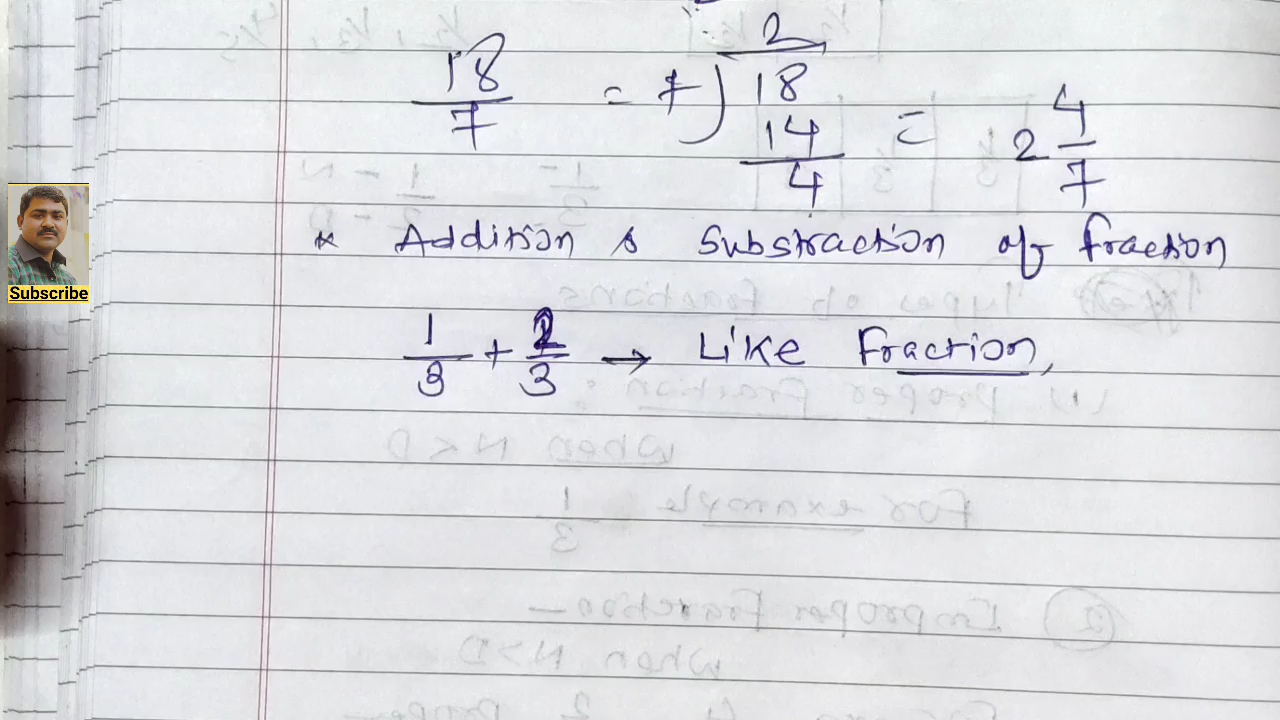 18/7 = 7) 18 2 14 4 = 2 4/7
* Addition & Substraction of fraction
1/3 + 2/3 → Like Fraction,
Subscribe